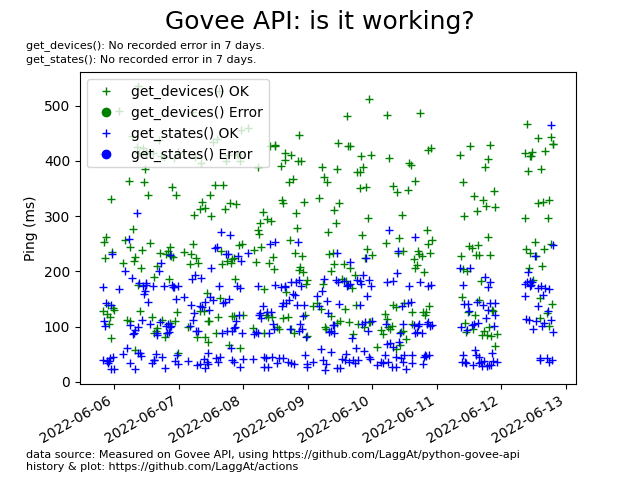 Govee API: is it working?
get_devices(): No recorded error in 7 days.
get_states(): No recorded error in 7 days.
get_devices() OK
get_devices() Error
get_states() OK
get_states() Error
Ping (ms)
500
400
300
200
100
0
2022-06-06
2022-06-07
2022-06-08
2022-06-09
2022-06-10
2022-06-11
2022-06-12
2022-06-13
data source: Measured on Govee API, using https://github.com/LaggAt/python-govee-api
history & plot: https://github.com/LaggAt/actions